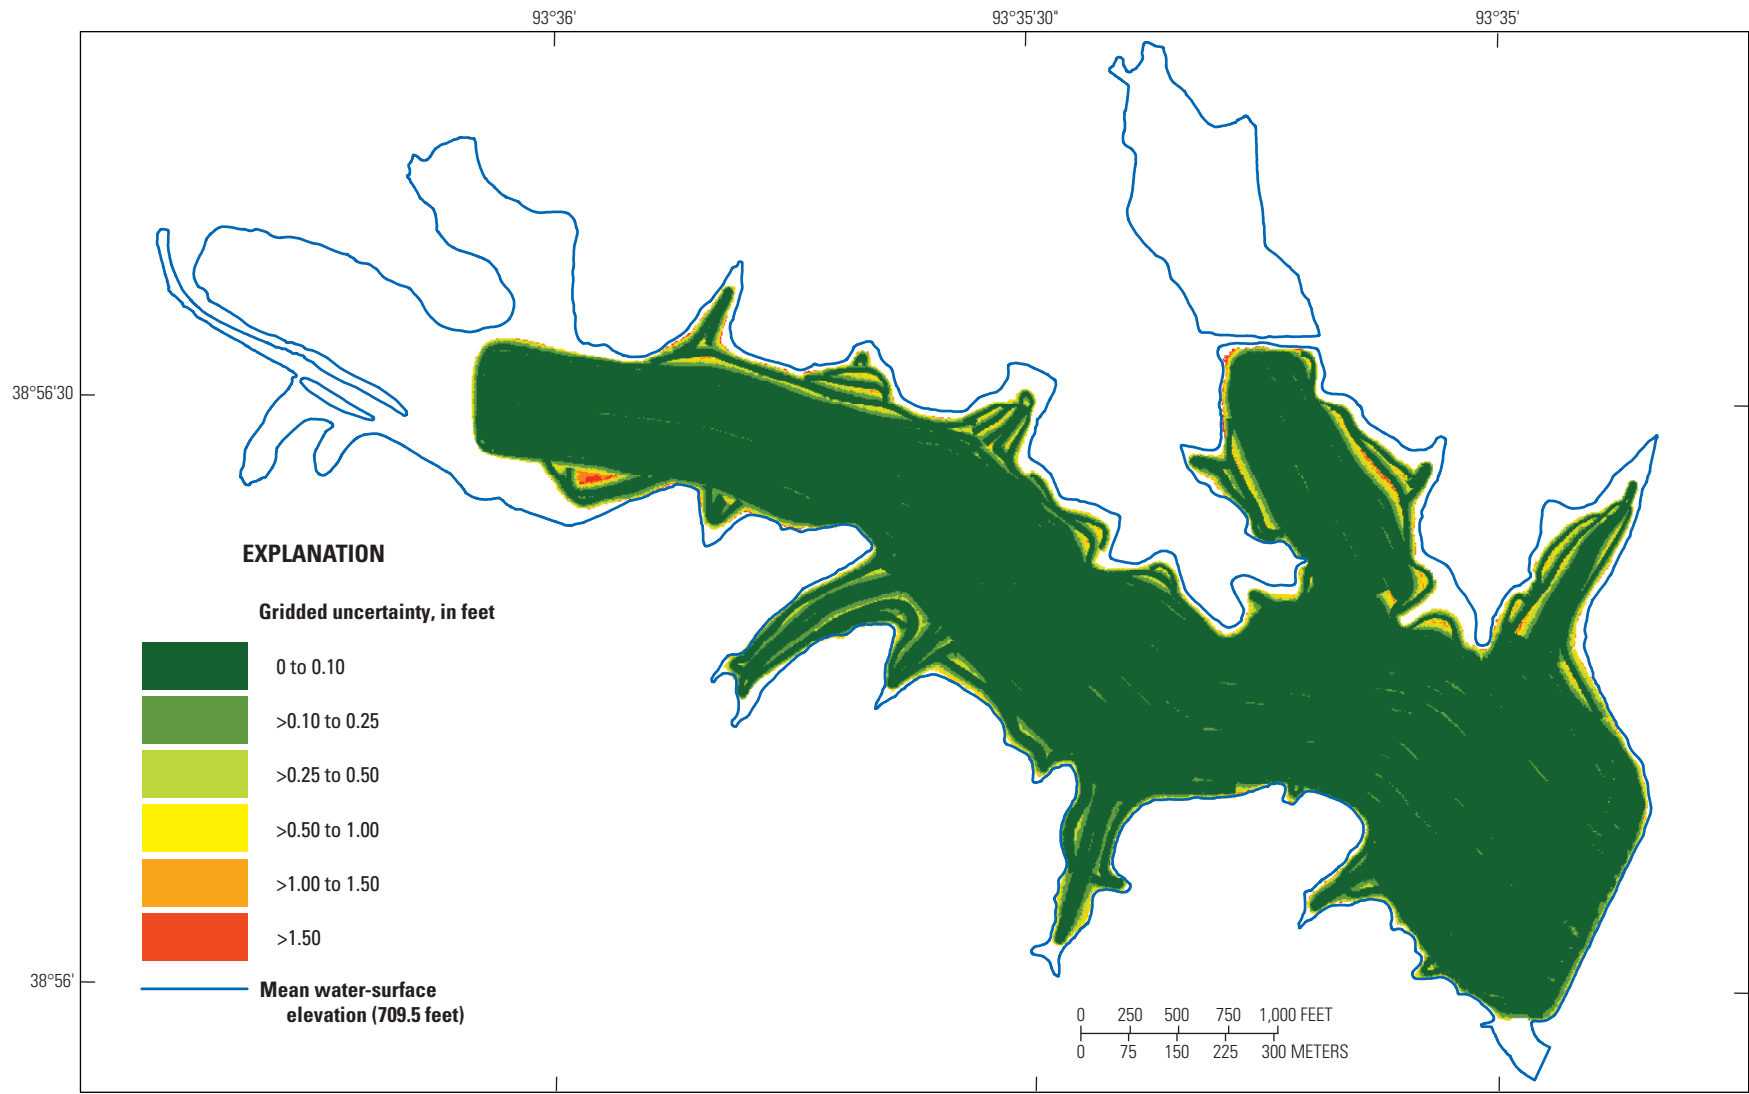 93°36'
93°35'30"
93°35'
38°56'30
38°56'
EXPLANATION
Gridded uncertainty, in feet
0 to 0.10
>0.10 to 0.25
>0.25 to 0.50
>0.50 to 1.00
>1.00 to 1.50
>1.50
Mean water-surface
elevation (709.5 feet)
0 250 500 750 1,000 FEET
0 75 150 225 300 METERS